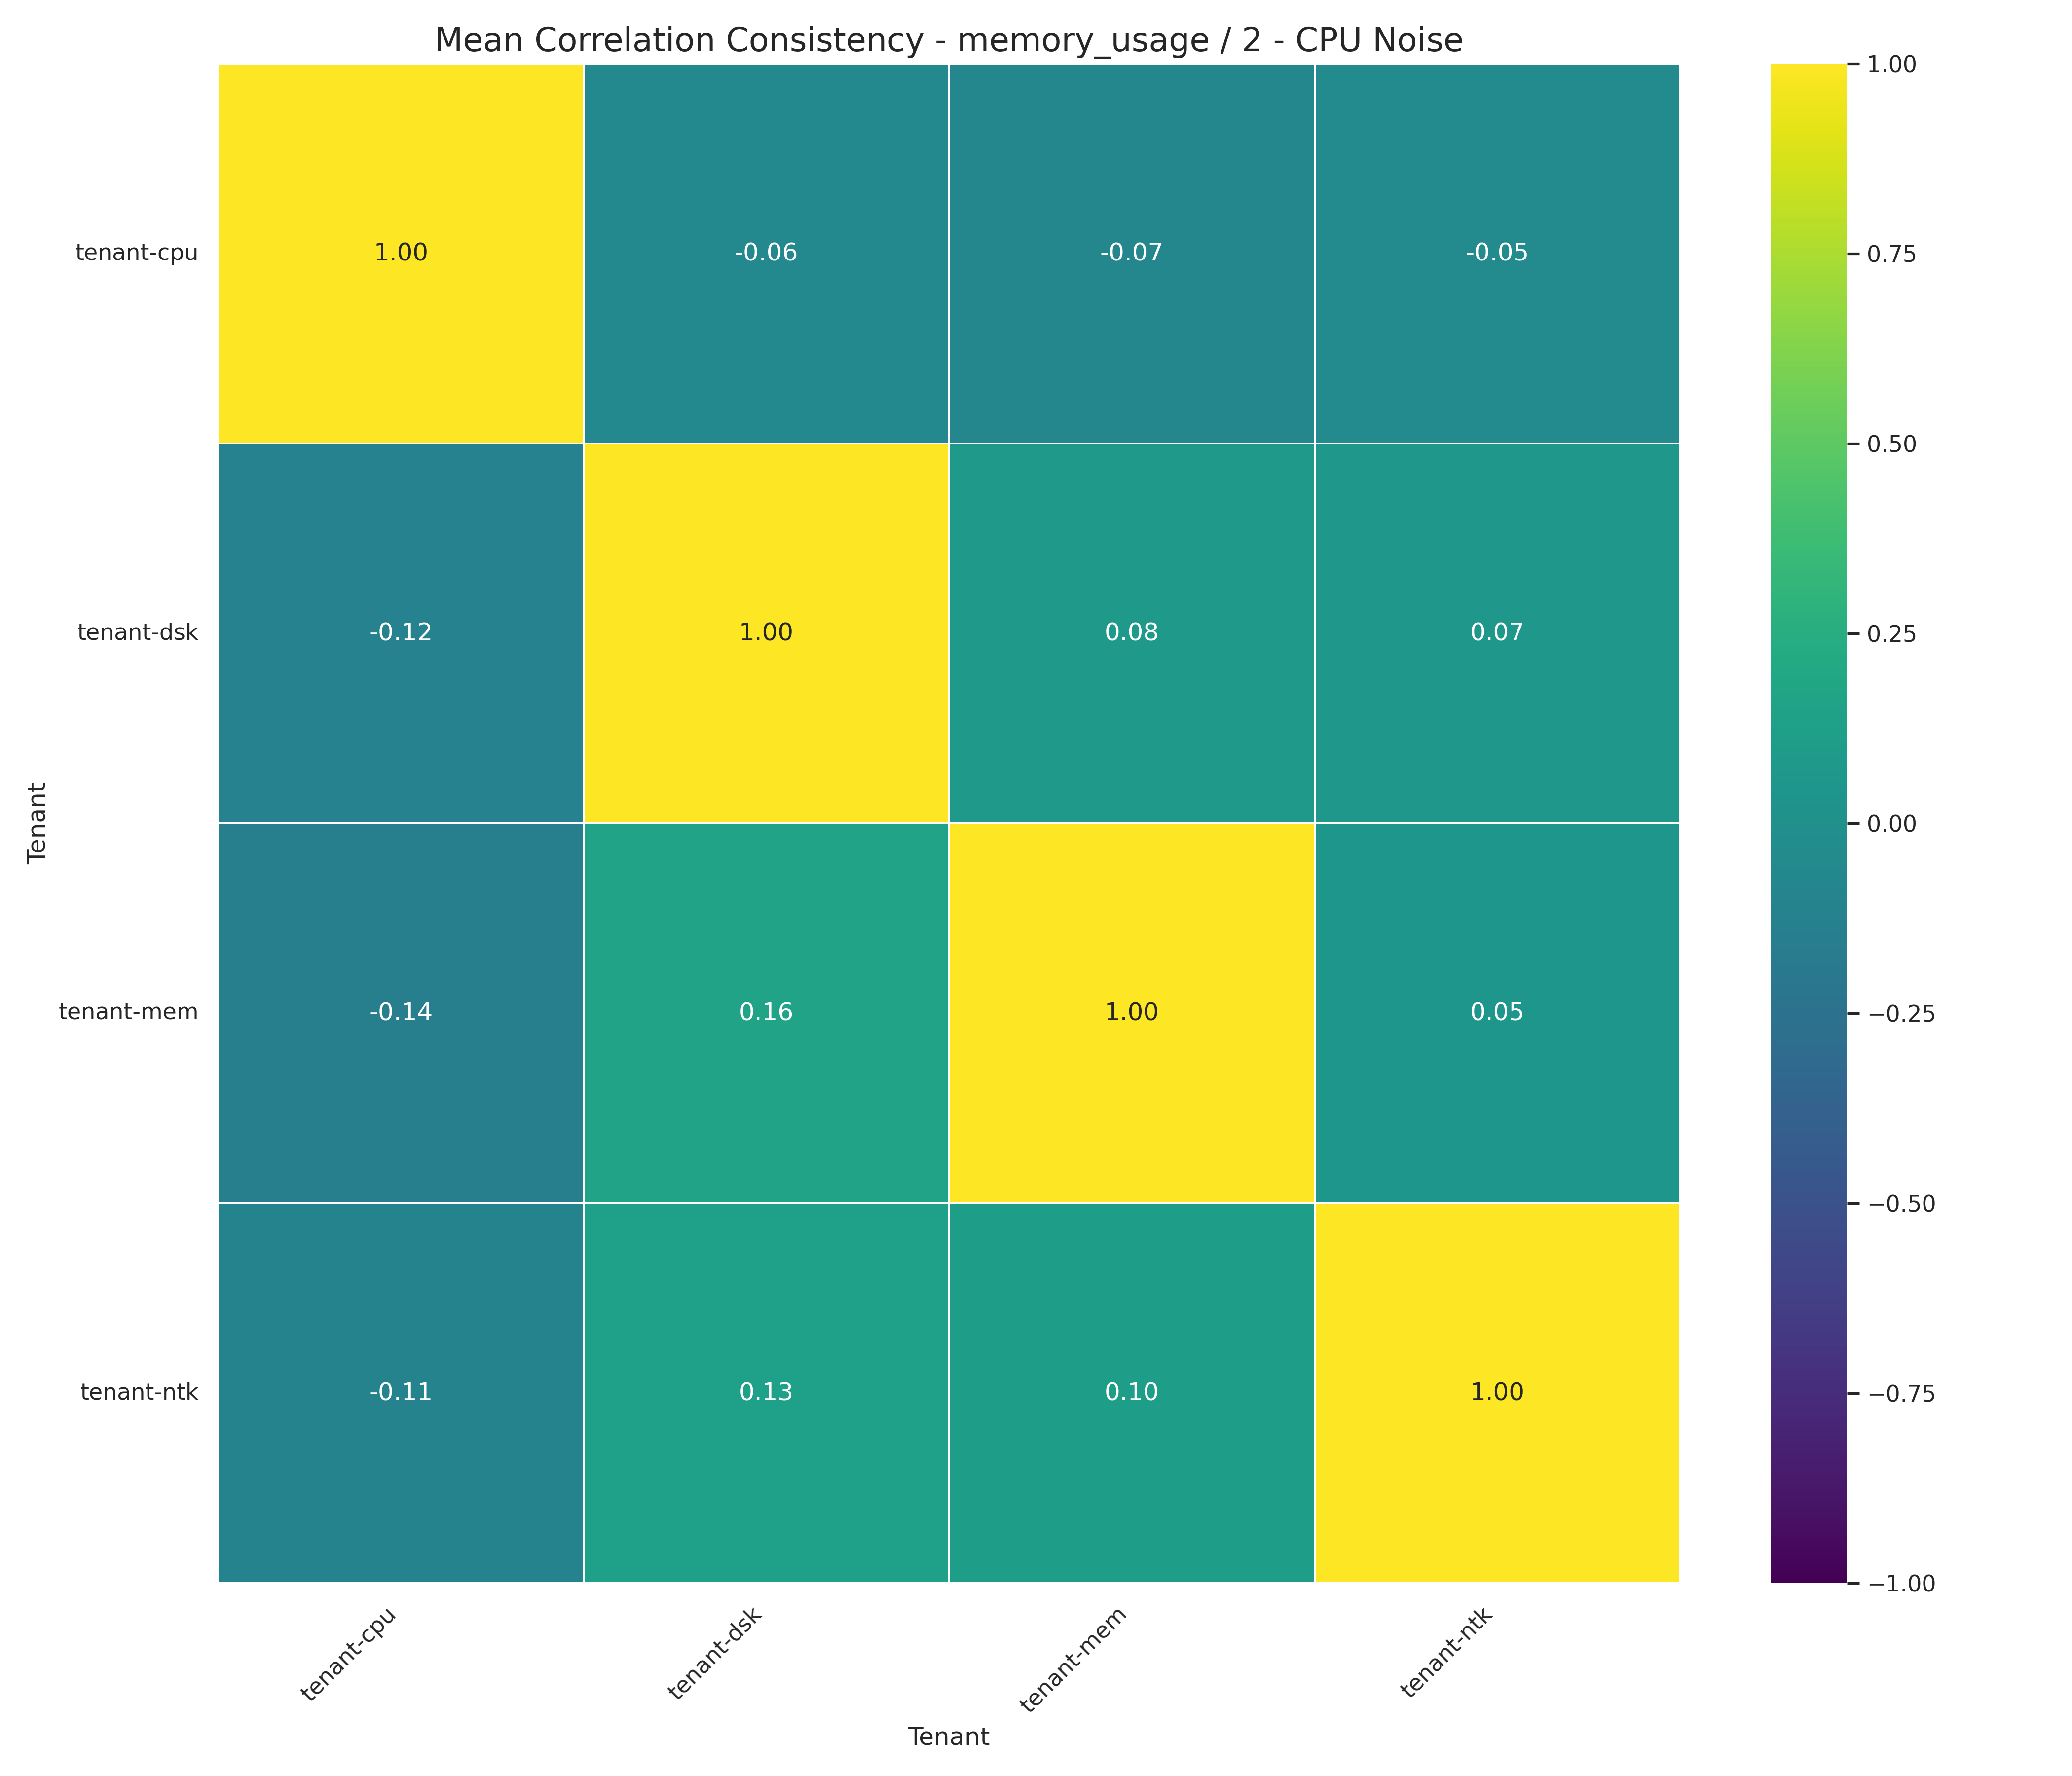 Mean Correlation Consistency - memory_usage / 2 - CPU Noise
tenant-cpu
1.00
-0.06
-0.07
-0.05
tenant-dsk
-0.12
1.00
0.08
0.07
tenant-mem
-0.14
0.16
1.00
0.05
tenant-ntk
-0.11
0.13
0.10
1.00
Tenant
tenant-cpu
tenant-dsk
tenant-mem
tenant-ntk
Tenant
1.00
0.75
0.50
0.25
0.00
−0.25
−0.50
−0.75
−1.00